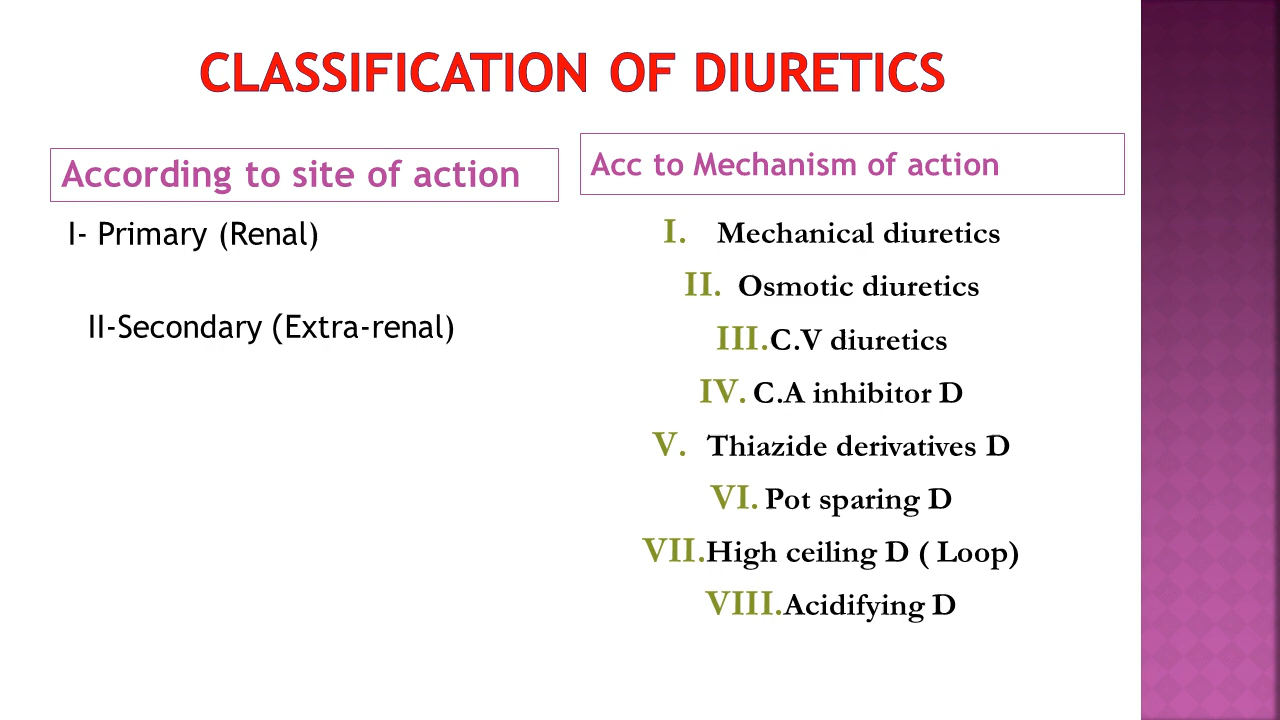 CLASSIFICATION OF DIURETICS
According to site of action
I- Primary (Renal)
II-Secondary (Extra-renal)
Acc to Mechanism of action
I. Mechanical diuretics
II. Osmotic diuretics
III.C.V diuretics
IV. C.A inhibitor D
V. Thiazide derivatives D
VI. Pot sparing D
VII.High ceiling D ( Loop)
VIII.Acidifying D